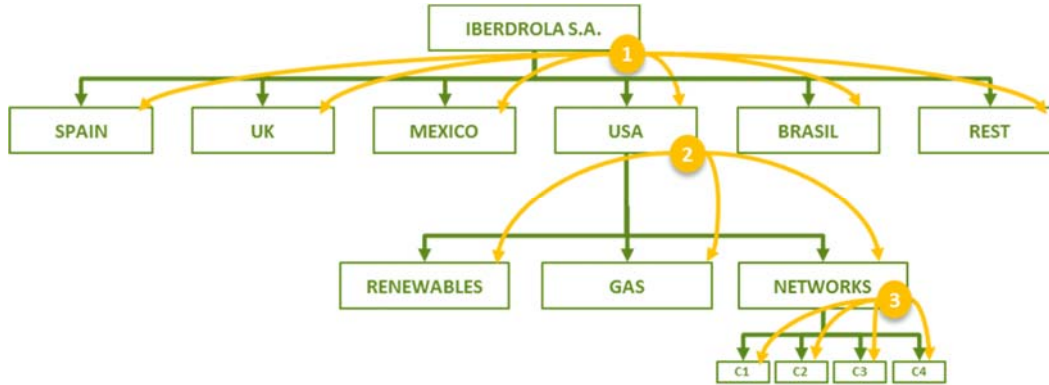 IBERDROLA S.A.
1
SPAIN UK MEXICO USA BRASIL REST
2
RENEWABLES GAS NETWORKS
3
C1 C2 C3 C4